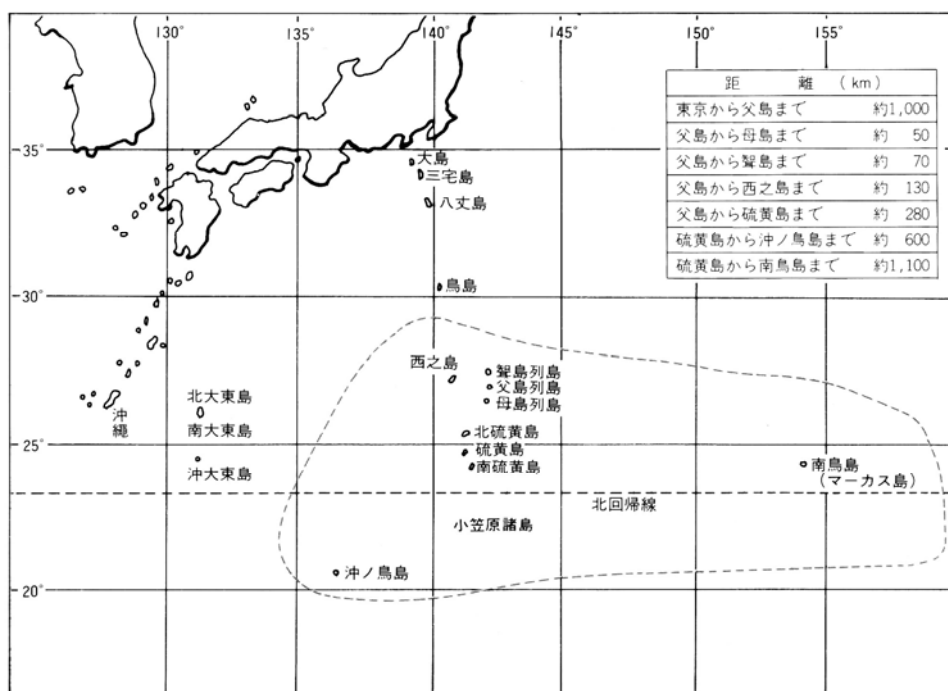 130°
135°
140°
145°
150°
155°
距 離 (km)
東京から父島まで 約1,000
父島から母島まで 約 50
父島から聟島まで 約 70
父島から西之島まで 約 130
父島から硫黄島まで 約 280
硫黄島から沖ノ鳥島まで 約 600
硫黄島から南鳥島まで 約1,100
35°
大島
三宅島
八丈島
30°
鳥島
西之島
聟島列島
父島列島
母島列島
北大東島
沖縄
南大東島
北硫黄島
25°
硫黄島
沖大東島
南硫黄島
南鳥島
(マーカス島)
北回帰線
小笠原諸島
沖ノ鳥島
20°